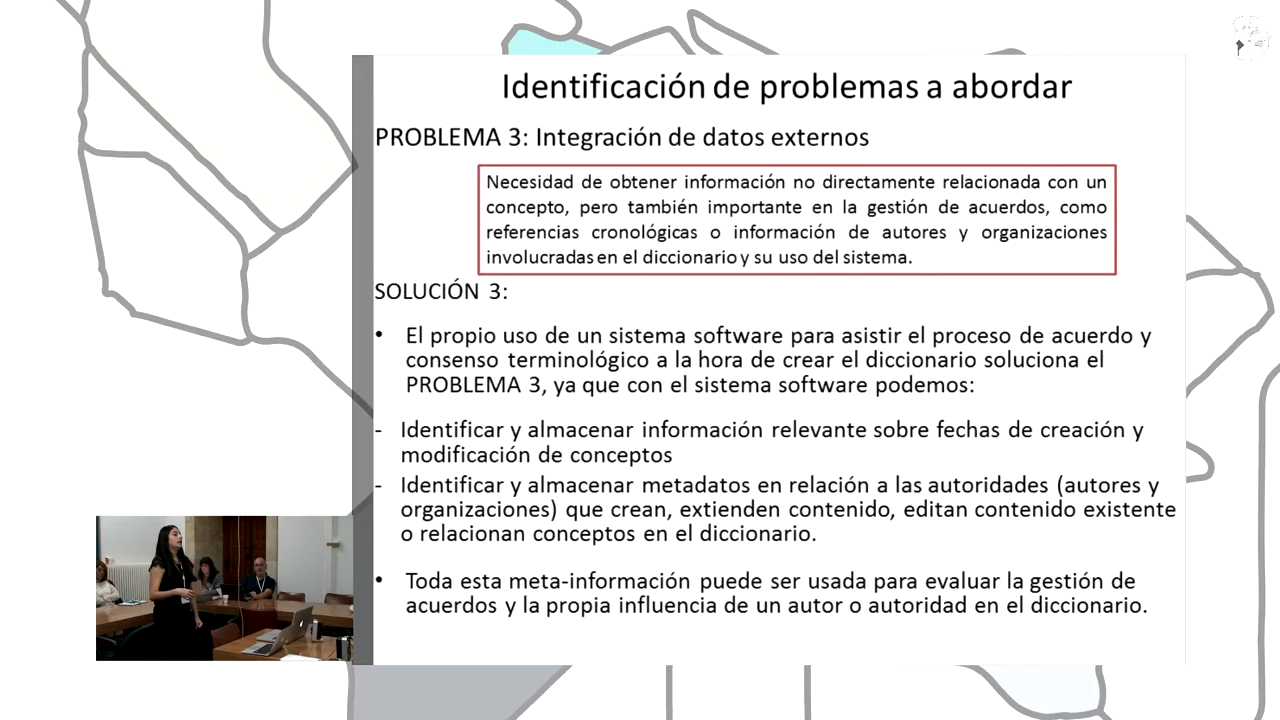 Identificación de problemas a abordar
PROBLEMA 3: Integración de datos externos
Necesidad de obtener información no directamente relacionada con un
concepto, pero también importante en la gestión de acuerdos, como
referencias cronológicas o información de autores y organizaciones
involucradas en el diccionario y su uso del sistema.
SOLUCIÓN 3:
• El propio uso de un sistema software para asistir el proceso de acuerdo y
consenso terminológico a la hora de crear el diccionario soluciona el
PROBLEMA 3, ya que con el sistema software podemos:
- Identificar y almacenar información relevante sobre fechas de creación y
modificación de conceptos
- Identificar y almacenar metadatos en relación a las autoridades (autores y
organizaciones) que crean, extienden contenido, editan contenido existente
o relacionan conceptos en el diccionario.
• Toda esta meta-información puede ser usada para evaluar la gestión de
acuerdos y la propia influencia de un autor o autoridad en el diccionario.